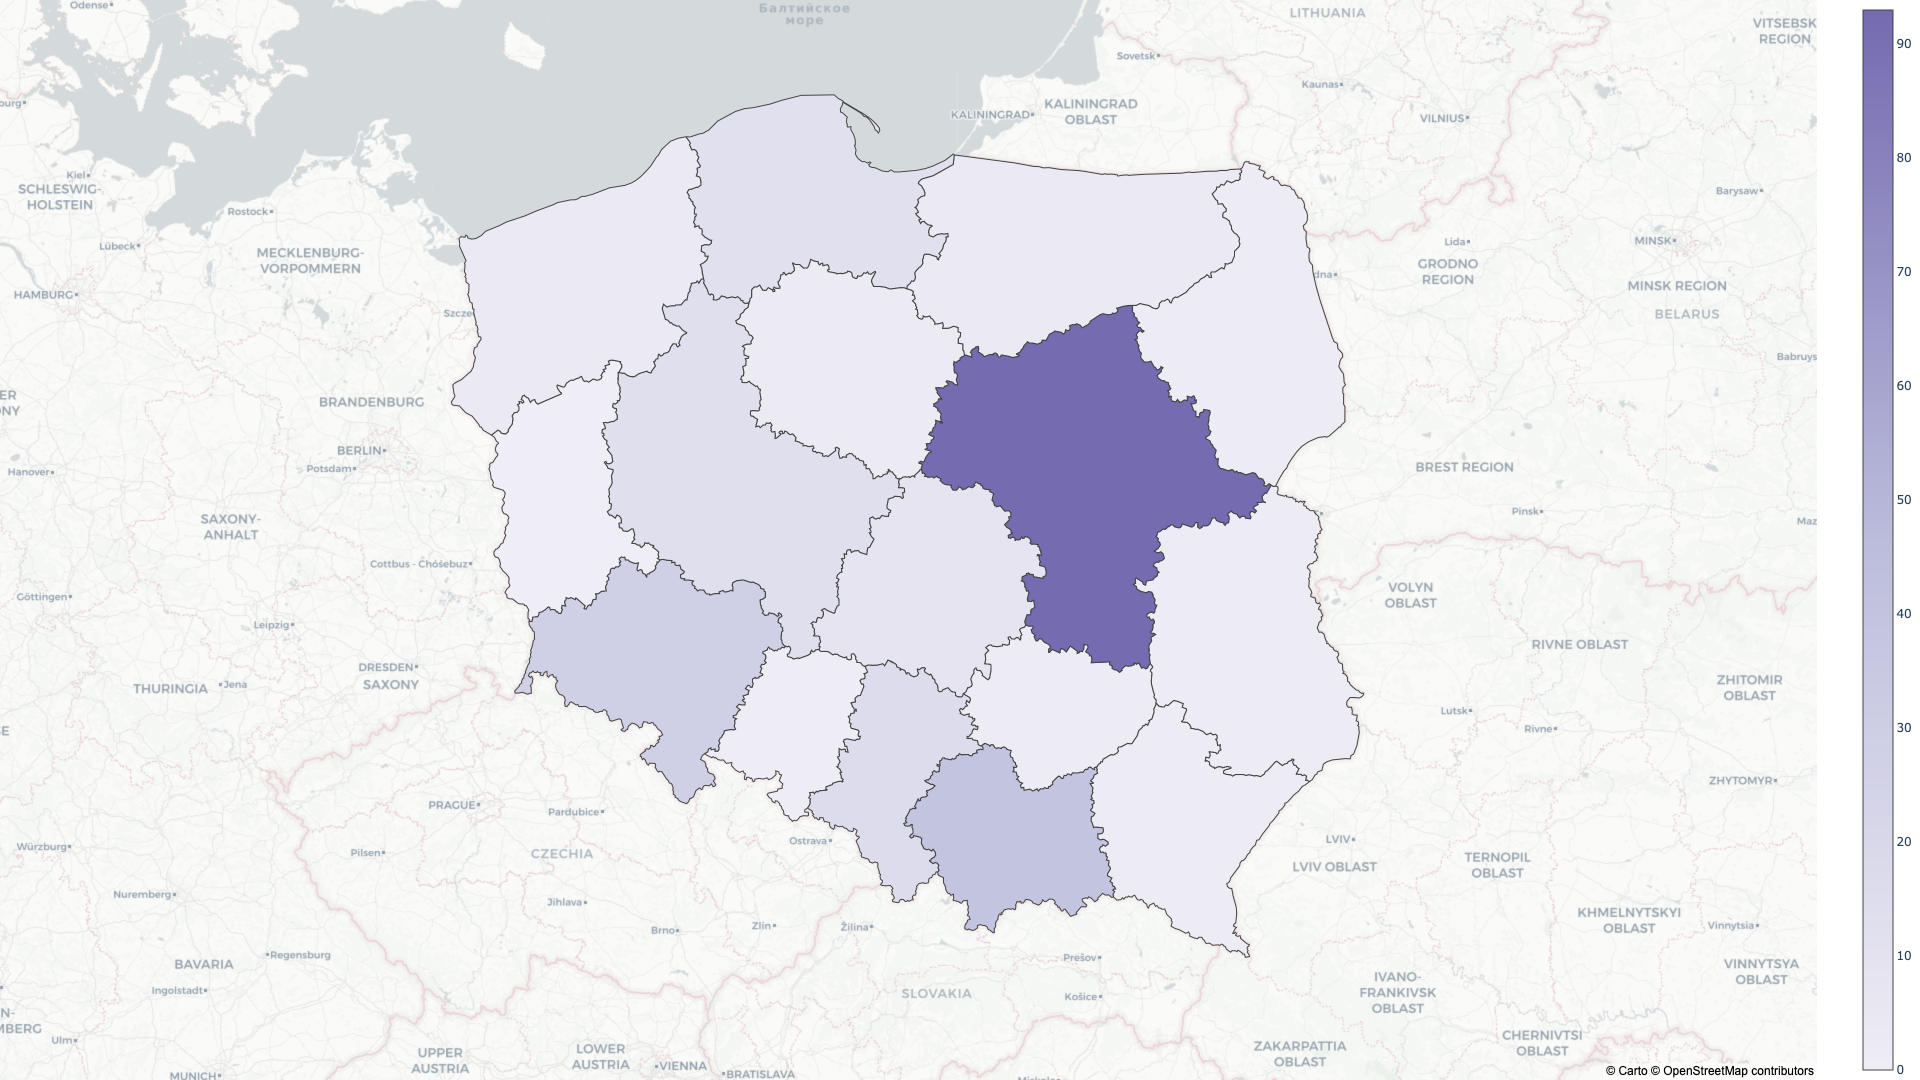 Odense
Балтийское
море
LITHUANIA
VITSEBSK
REGION
Sovetsk
Kaunas
KALININGRAD
KALININGRAD
OBLAST
VILNIUS
Kiel
SCHLESWIG-
HOLSTEIN
Rostock
Barysaw
Lübeck
MECKLENBURG-
VORPOMMERN
Lida
MINSK
GRODNO
REGION
HAMBURG
MINSK REGION
BELARUS
Babruys
BRANDENBURG
BERLIN
Potsdam
Hanover
BREST REGION
SAXONY-
ANHALT
Pinsk
Maz
Cottbus - Chóśebuz
Göttingen
VOLYN
OBLAST
Leipzig
RIVNE OBLAST
DRESDEN
SAXONY
THURINGIA
Jena
ZHITOMIR
OBLAST
Lutsk
Rivne
ZHYTOMYR
PRAGUE
Pardubice
Ostrava
LVIV
LVIV OBLAST
Würzburg
Pilsen
CZECHIA
TERNOPIL
OBLAST
Nuremberg
Jihlava
Brno
Zlín
Žilina
KHMELNYTSKYI
OBLAST
Vinnytsia
Regensburg
BAVARIA
Prešov
VINNYTSYA
OBLAST
Ingolstadt
SLOVAKIA
Košice
IVANO-
FRANKIVSK
OBLAST
Ulm
UPPER
AUSTRIA
LOWER
AUSTRIA
VIENNA
BRATISLAVA
MUNICH
ZAKARPATTIA
OBLAST
CHERNIVTSI
OBLAST
© Carto © OpenStreetMap contributors
90
80
70
60
50
40
30
20
10
0